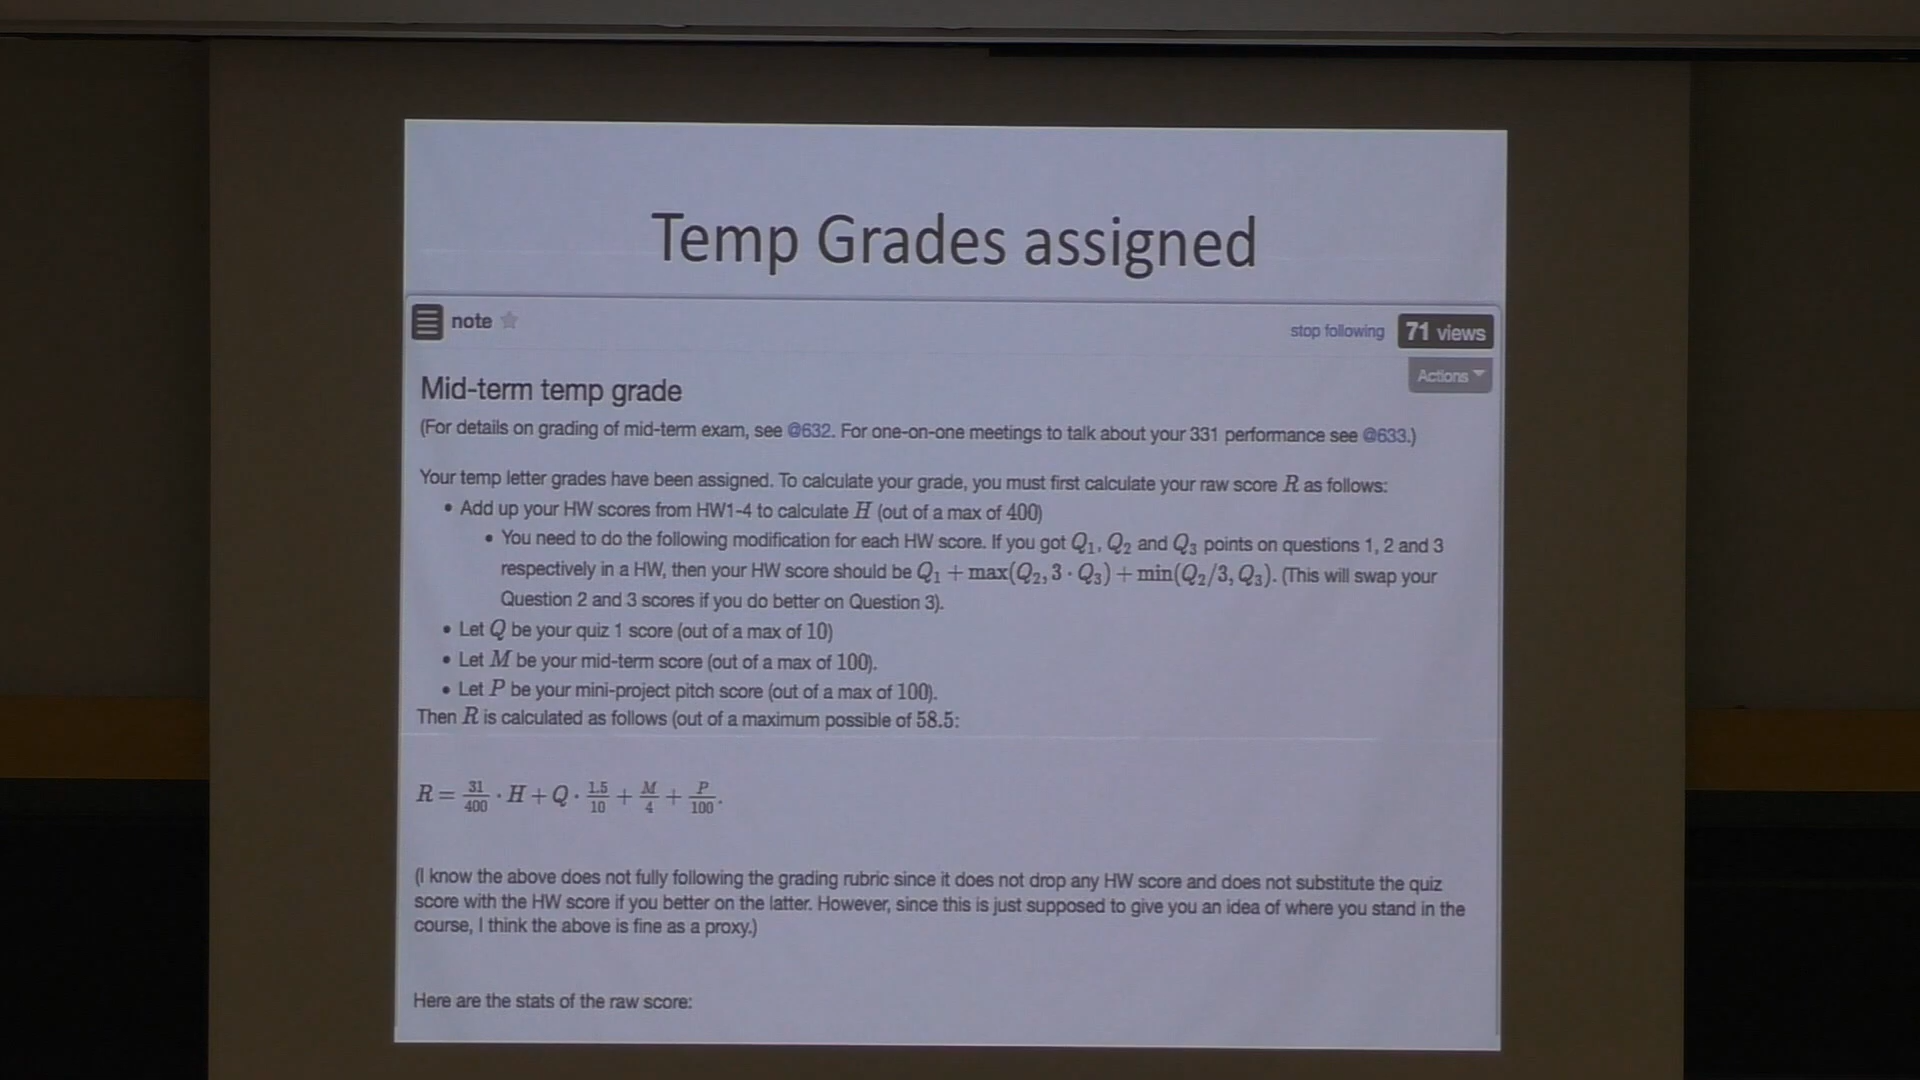 Temp Grades assigned
note
stop following 71 views
Actions
Mid-term temp grade
(For details on grading of mid-term exam, see @632. For one-on-one meetings to talk about your 331 performance see @633.)
Your temp letter grades have been assigned. To calculate your grade, you must first calculate your raw score R as follows:
• Add up your HW scores from HW1-4 to calculate H (out of a max of 400)
• You need to do the following modification for each HW score. If you got Q₁, Q₂ and Q₃ points on questions 1, 2 and 3
respectively in a HW, then your HW score should be Q₁ + max(Q₂, 3 · Q₃) + min(Q₂/3, Q₃). (This will swap your
Question 2 and 3 scores if you do better on Question 3).
• Let Q be your quiz 1 score (out of a max of 10)
• Let M be your mid-term score (out of a max of 100).
• Let P be your mini-project pitch score (out of a max of 100).
Then R is calculated as follows (out of a maximum possible of 58.5:
R = 31/400 · H + Q · 1.5/10 + M/4 + P/100.
(I know the above does not fully following the grading rubric since it does not drop any HW score and does not substitute the quiz
score with the HW score if you better on the latter. However, since this is just supposed to give you an idea of where you stand in the
course, I think the above is fine as a proxy.)
Here are the stats of the raw score: